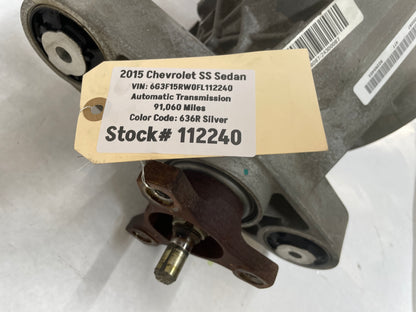 2015 Chevrolet SS Sedan
VIN: 6G3F15RW0FL112240
Automatic Transmission
91,060 Miles
Color Code: 636R Silver
Stock# 112240